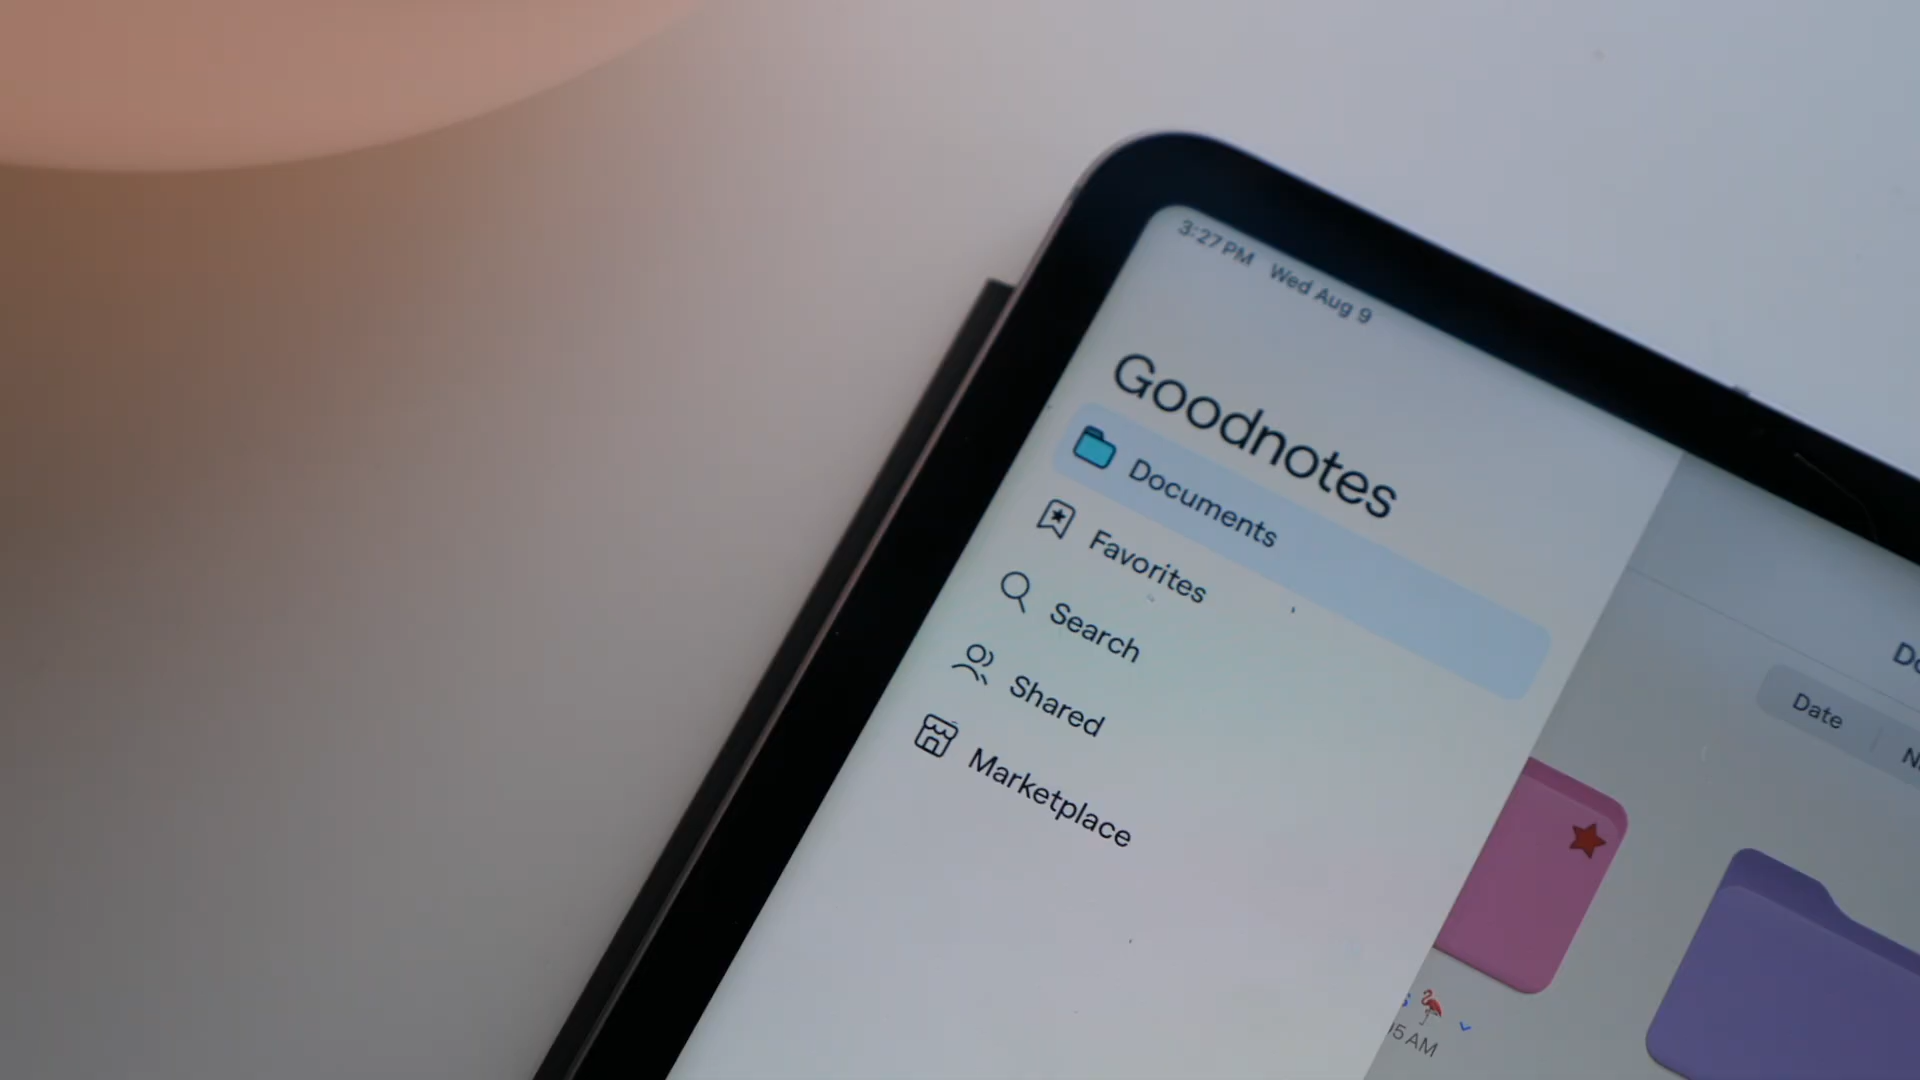 3:27 PM Wed Aug 9
Goodnotes
Documents
Favorites
Search
Shared
Marketplace
Date